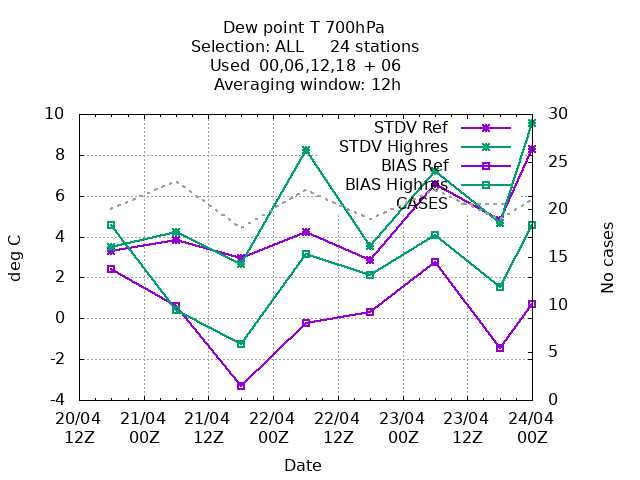 Dew point T 700hPa
Selection: ALL     24 stations
Used  00,06,12,18 + 06
Averaging window: 12h
10
8
6
4
2
0
-2
-4
deg C
30
25
20
15
10
5
0
No cases
STDV Ref
STDV Highres
BIAS Ref
BIAS Highres
CASES
20/04 21/04 21/04 22/04 22/04 23/04 23/04 24/04
12Z 00Z 12Z 00Z 12Z 00Z 12Z 00Z
Date